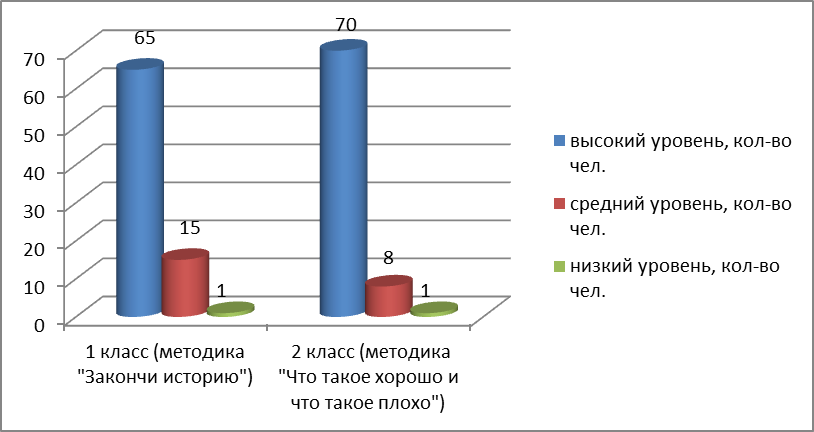 70
60
50
40
30
20
10
0
65
15
1
70
8
1
1 класс (методика
"Закончи историю")
2 класс (методика
"Что такое хорошо и
что такое плохо")
высокий уровень, кол-во
чел.
средний уровень, кол-во
чел.
низкий уровень, кол-во
чел.